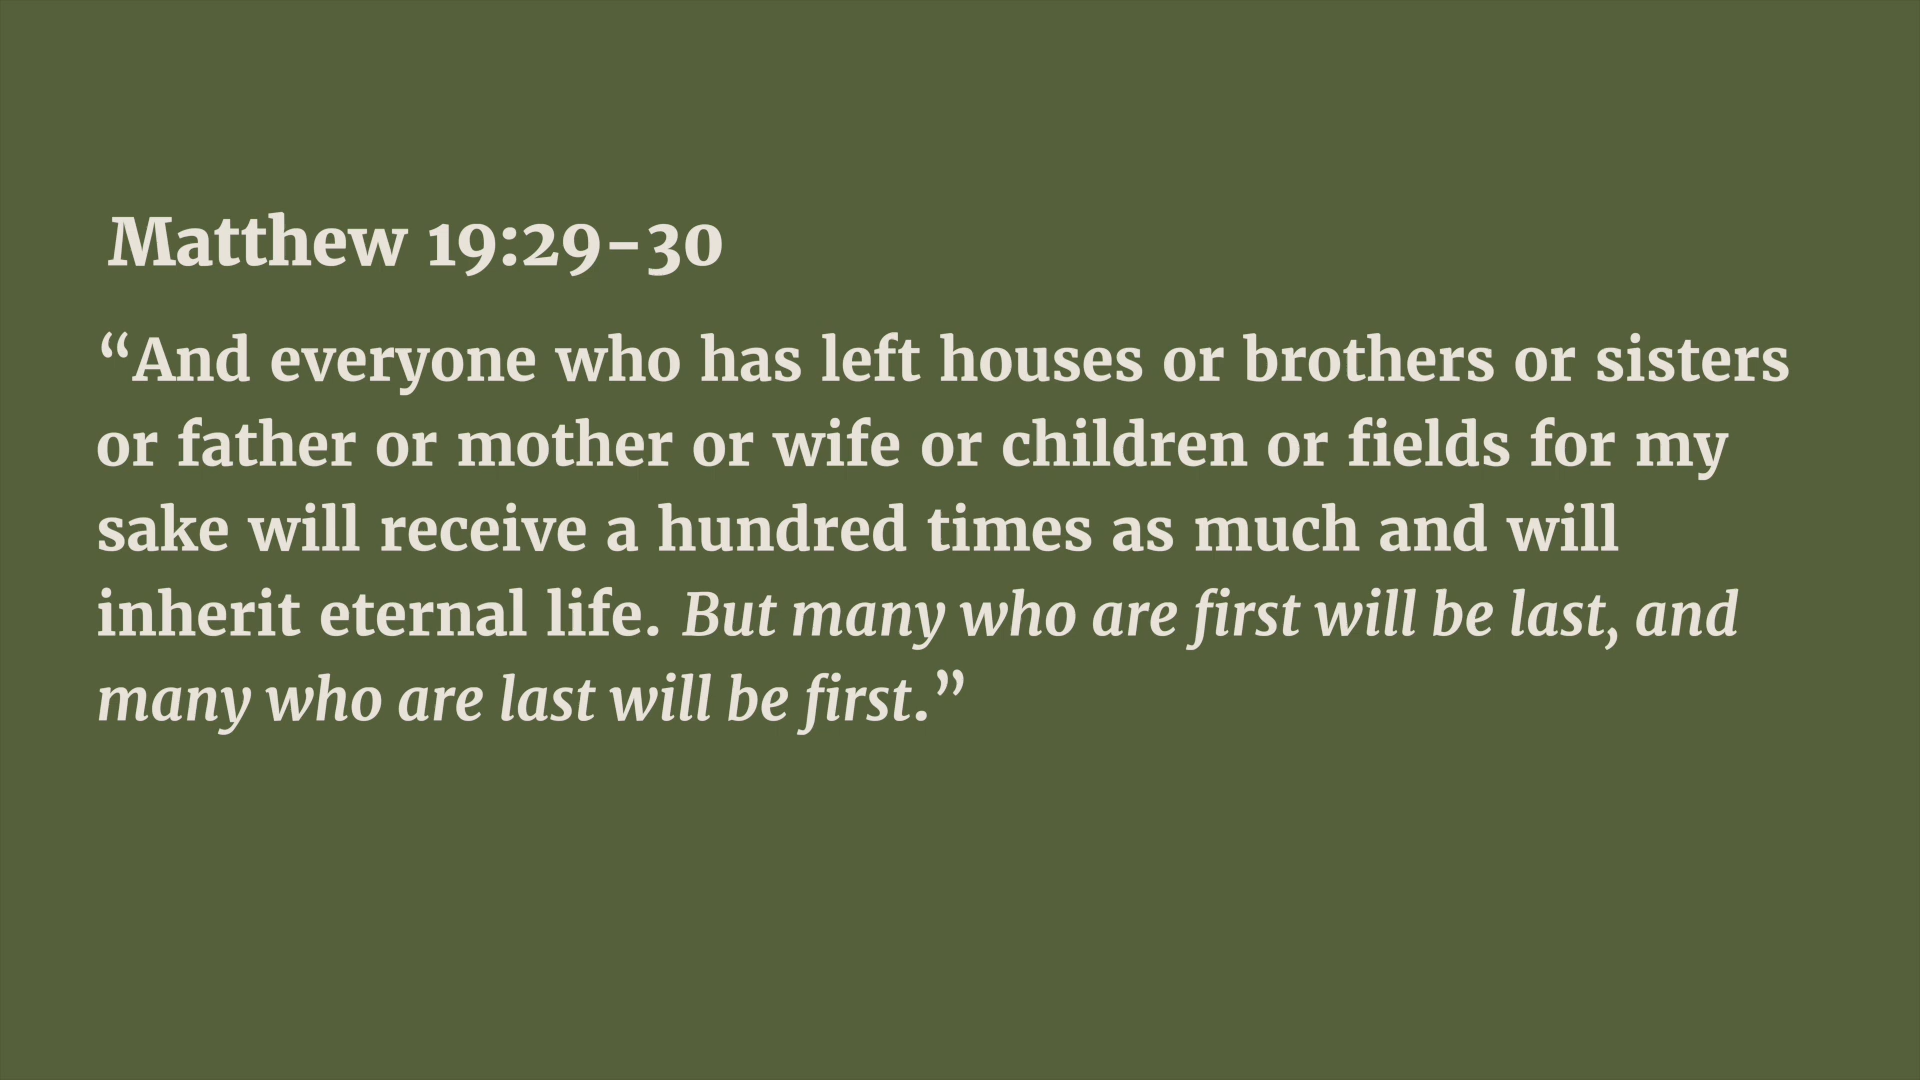 Matthew 19:29-30
“And everyone who has left houses or brothers or sisters
or father or mother or wife or children or fields for my
sake will receive a hundred times as much and will
inherit eternal life. But many who are first will be last, and
many who are last will be first.”